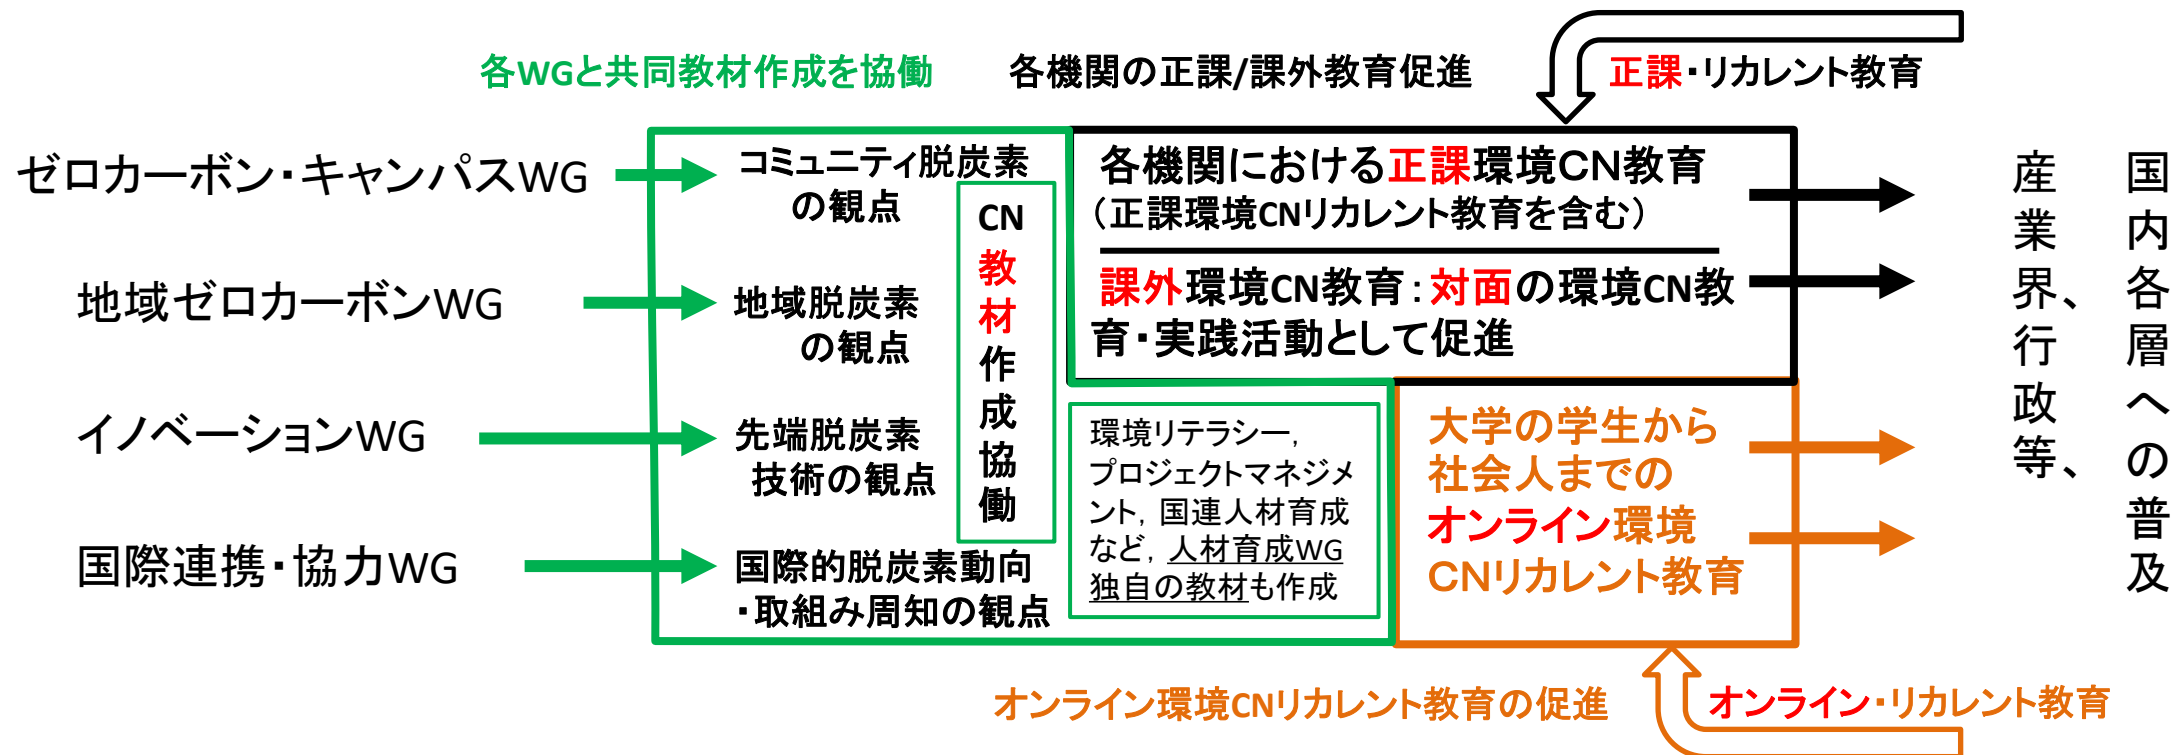 各WGと共同教材作成を協働
各機関の正課/課外教育促進
正課・リカレント教育
ゼロカーボン・キャンパスWG
地域ゼロカーボンWG
イノベーションWG
国際連携・協力WG
コミュニティ脱炭素
の観点
地域脱炭素
の観点
先端脱炭素
技術の観点
国際的脱炭素動向
・取組み周知の観点
CN教材作成協働
各機関における正課環境CN教育
（正課環境CNリカレント教育を含む）
課外環境CN教育：対面の環境CN教
育・実践活動として促進
環境リテラシー，
プロジェクトマネジメ
ント，国連人材育成
など，人材育成WG
独自の教材も作成
大学の学生から
社会人までの
オンライン環境
CNリカレント教育
国内各層への普及
産業界、行政等、
オンライン環境CNリカレント教育の促進
オンライン・リカレント教育